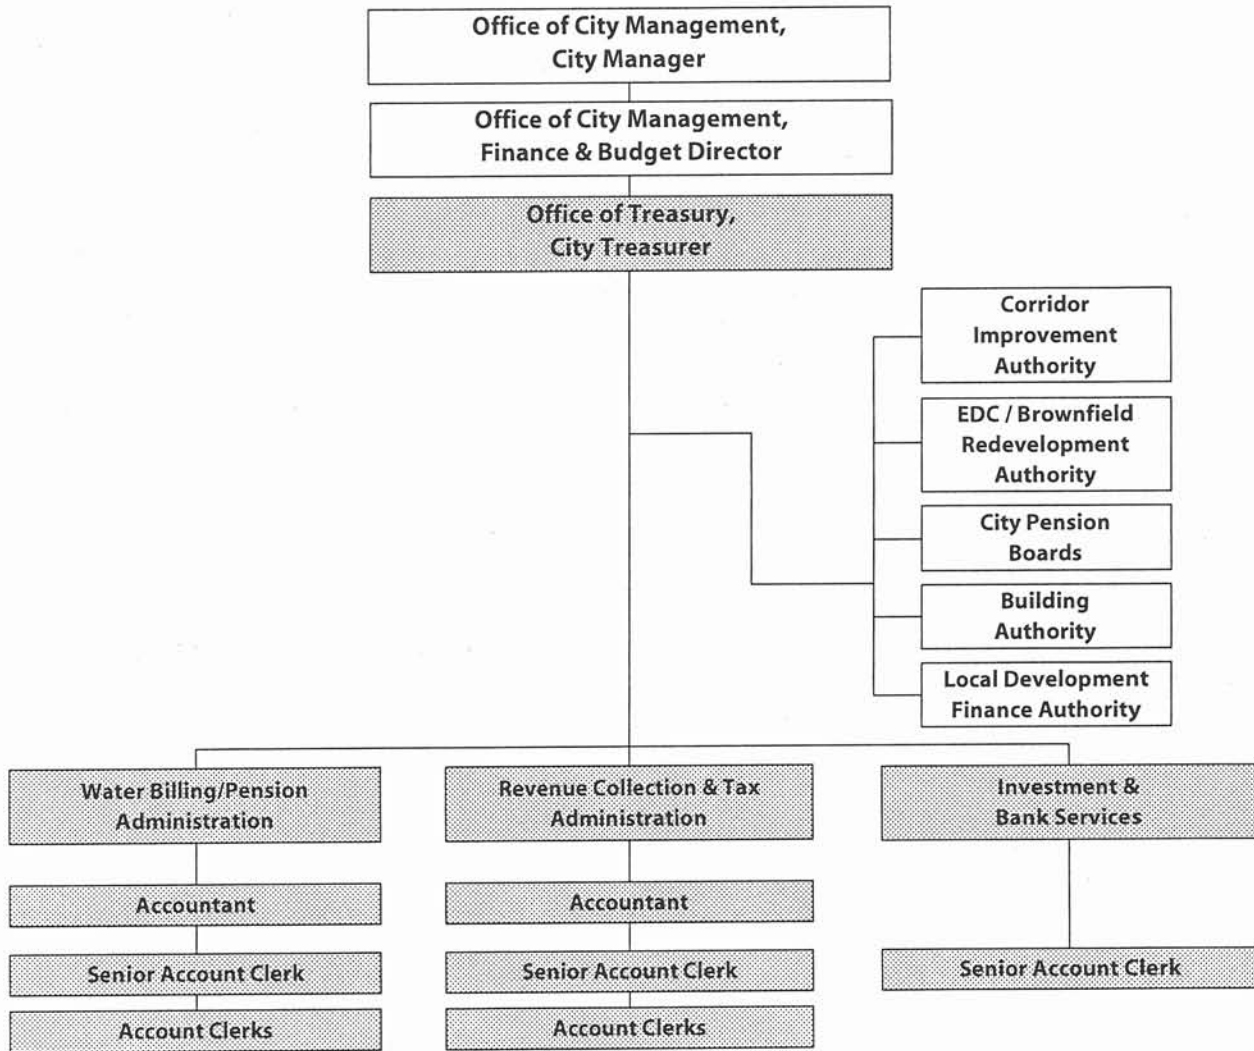 Office of City Management,
City Manager
Office of City Management,
Finance & Budget Director
Office of Treasury,
City Treasurer
Corridor
Improvement
Authority
EDC / Brownfield
Redevelopment
Authority
City Pension
Boards
Building
Authority
Local Development
Finance Authority
Water Billing/Pension
Administration
Accountant
Senior Account Clerk
Account Clerks
Revenue Collection & Tax
Administration
Accountant
Senior Account Clerk
Account Clerks
Investment &
Bank Services
Senior Account Clerk